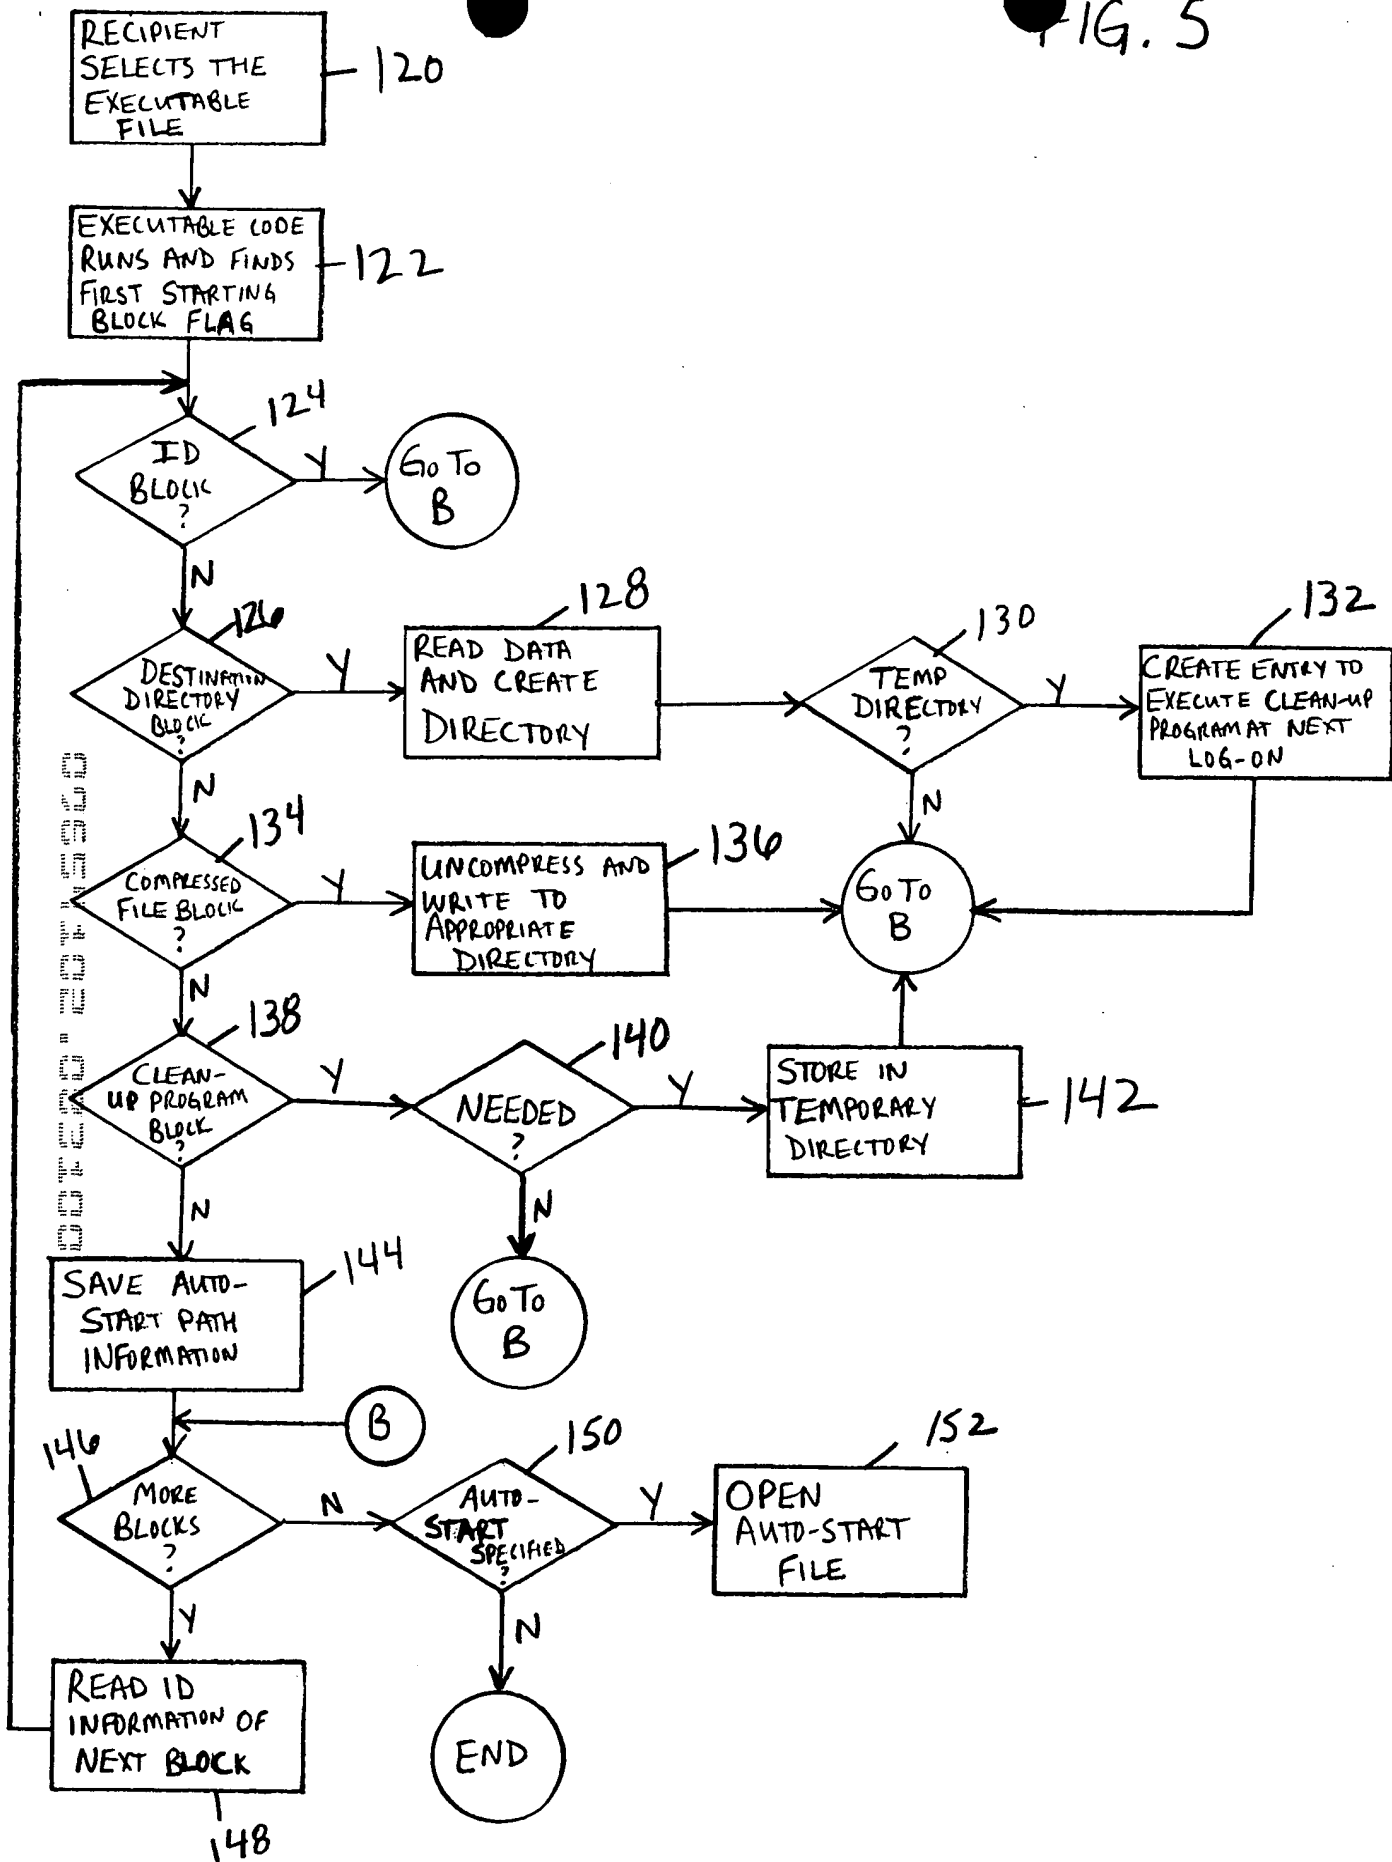 FIG. 5
RECIPIENT
SELECTS THE
EXECUTABLE
FILE
120
EXECUTABLE CODE
RUNS AND FINDS
FIRST STARTING
BLOCK FLAG
122
124
ID
BLOCK
?
Y
GO TO
B
N
126
DESTINATION
DIRECTORY
BLOCK
?
Y
128
READ DATA
AND CREATE
DIRECTORY
130
TEMP
DIRECTORY
?
Y
132
CREATE ENTRY TO
EXECUTE CLEAN-UP
PROGRAM AT NEXT
LOG-ON
N
N
134
COMPRESSED
FILE BLOCK
?
Y
136
UNCOMPRESS AND
WRITE TO
APPROPRIATE
DIRECTORY
GO TO
B
N
138
CLEAN-
UP PROGRAM
BLOCK
?
Y
140
NEEDED
?
Y
STORE IN
TEMPORARY
DIRECTORY
142
N
N
GO TO
B
144
SAVE AUTO-
START PATH
INFORMATION
B
146
MORE
BLOCKS
?
N
150
AUTO-
START
SPECIFIED
?
Y
152
OPEN
AUTO-START
FILE
Y
N
READ ID
INFORMATION OF
NEXT BLOCK
148
END